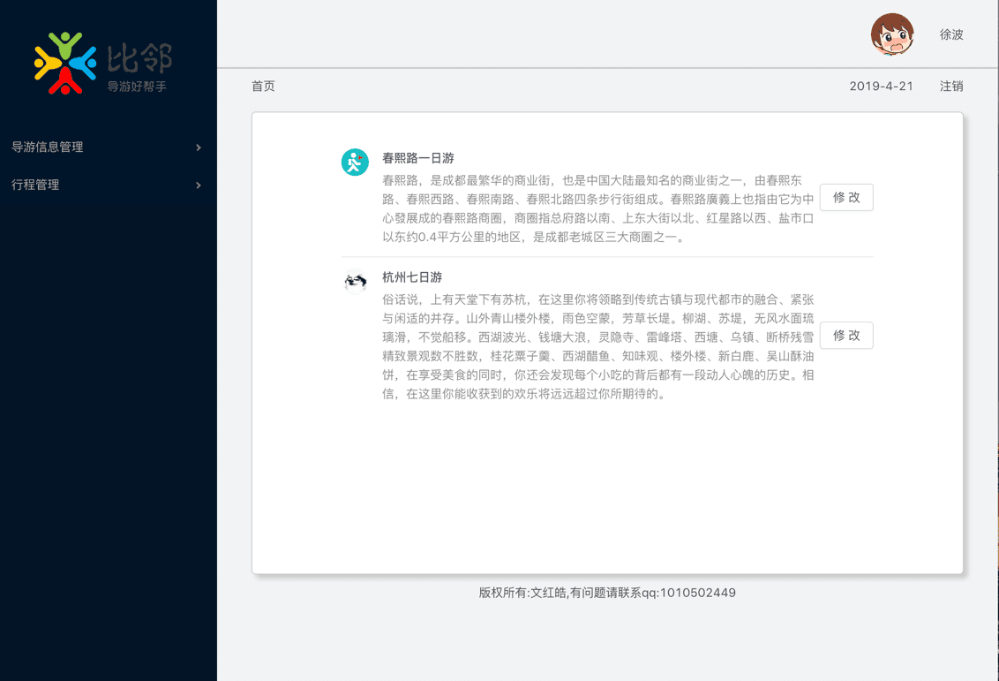 比邻
导游好帮手
导游信息管理
行程管理
徐波
首页
2019-4-21
注销
春熙路一日游
春熙路，是成都最繁华的商业街，也是中国大陆最知名的商业街之一，由春熙东
路、春熙西路、春熙南路、春熙北路四条步行街组成。春熙路廣義上也指由它为中
心發展成的春熙路商圈，商圈指总府路以南、上东大街以北、红星路以西、盐市口
以东约0.4平方公里的地区，是成都老城区三大商圈之一。
修 改
杭州七日游
俗话说，上有天堂下有苏杭，在这里你将领略到传统古镇与现代都市的融合、紧张
与闲适的并存。山外青山楼外楼，雨色空蒙，芳草长堤。柳湖、苏堤，无风水面琉
璃滑，不觉船移。西湖波光、钱塘大浪，灵隐寺、雷峰塔、西塘、乌镇、断桥残雪
精致景观数不胜数，桂花粟子羹、西湖醋鱼、知味观、楼外楼、新白鹿、吴山酥油
饼，在享受美食的同时，你还会发现每个小吃的背后都有一段动人心魄的历史。相
信，在这里你能收获到的欢乐将远远超过你所期待的。
修 改
版权所有:文红皓,有问题请联系qq:1010502449